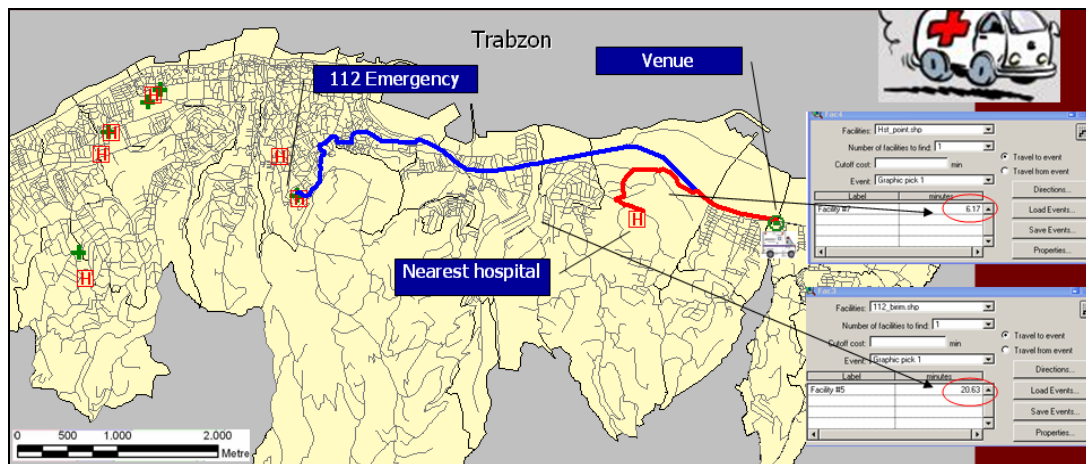 Trabzon
112 Emergency
Venue
Nearest hospital
H
H
H
H
H
H
H
0 500 1.000 2.000
Metre
Fac4
Facilities: Hst_point.shp
Number of facilities to find: 1
Cutoff cost: min
Travel to event
Travel from event
Event: Graphic pick 1
Label minutes
Facility #7 6.17
Directions...
Load Events...
Save Events...
Properties...
Fac3
Facilities: 112_birim.shp
Number of facilities to find: 1
Cutoff cost: min
Travel to event
Travel from event
Event: Graphic pick 1
Label minutes
Facility #5 20.63
Directions...
Load Events...
Save Events...
Properties...